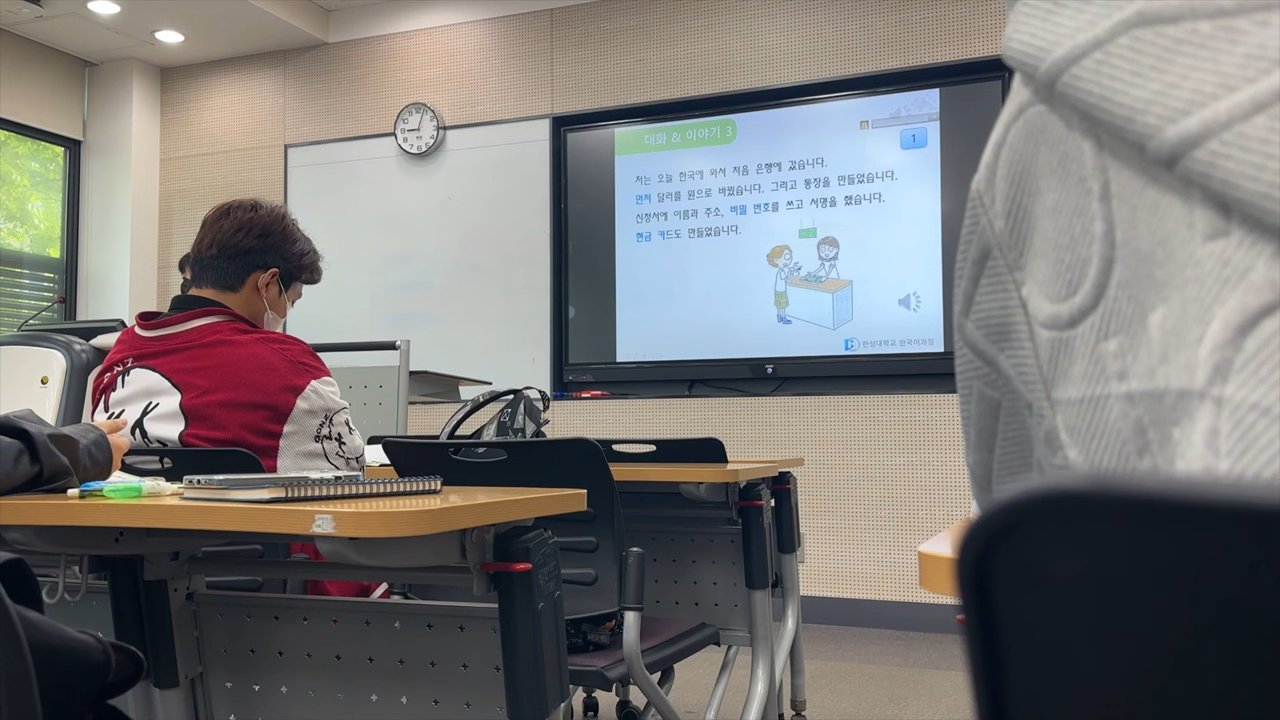 대화 & 이야기 3
1
저는 오늘 한국에 와서 처음 은행에 갔습니다.
먼저 달러를 원으로 바꿨습니다. 그리고 통장을 만들었습니다.
신청서에 이름과 주소, 비밀 번호를 쓰고 서명을 했습니다.
현금 카드도 만들었습니다.
한성대학교 한국어과정